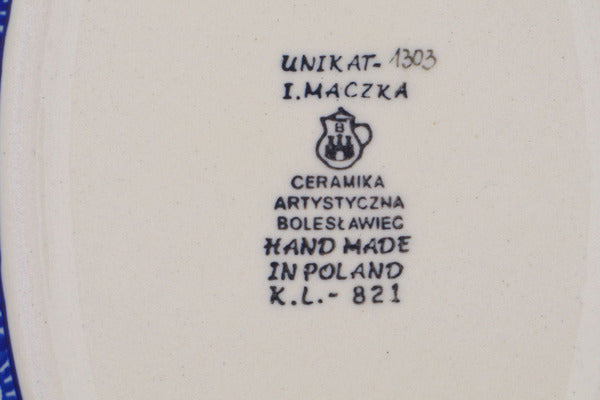 UNIKAT- 1303
I. MACZKA
B
CERAMIKA
ARTYSTYCZNA
BOLESŁAWIEC
HAND MADE
IN POLAND
K.L.- 821